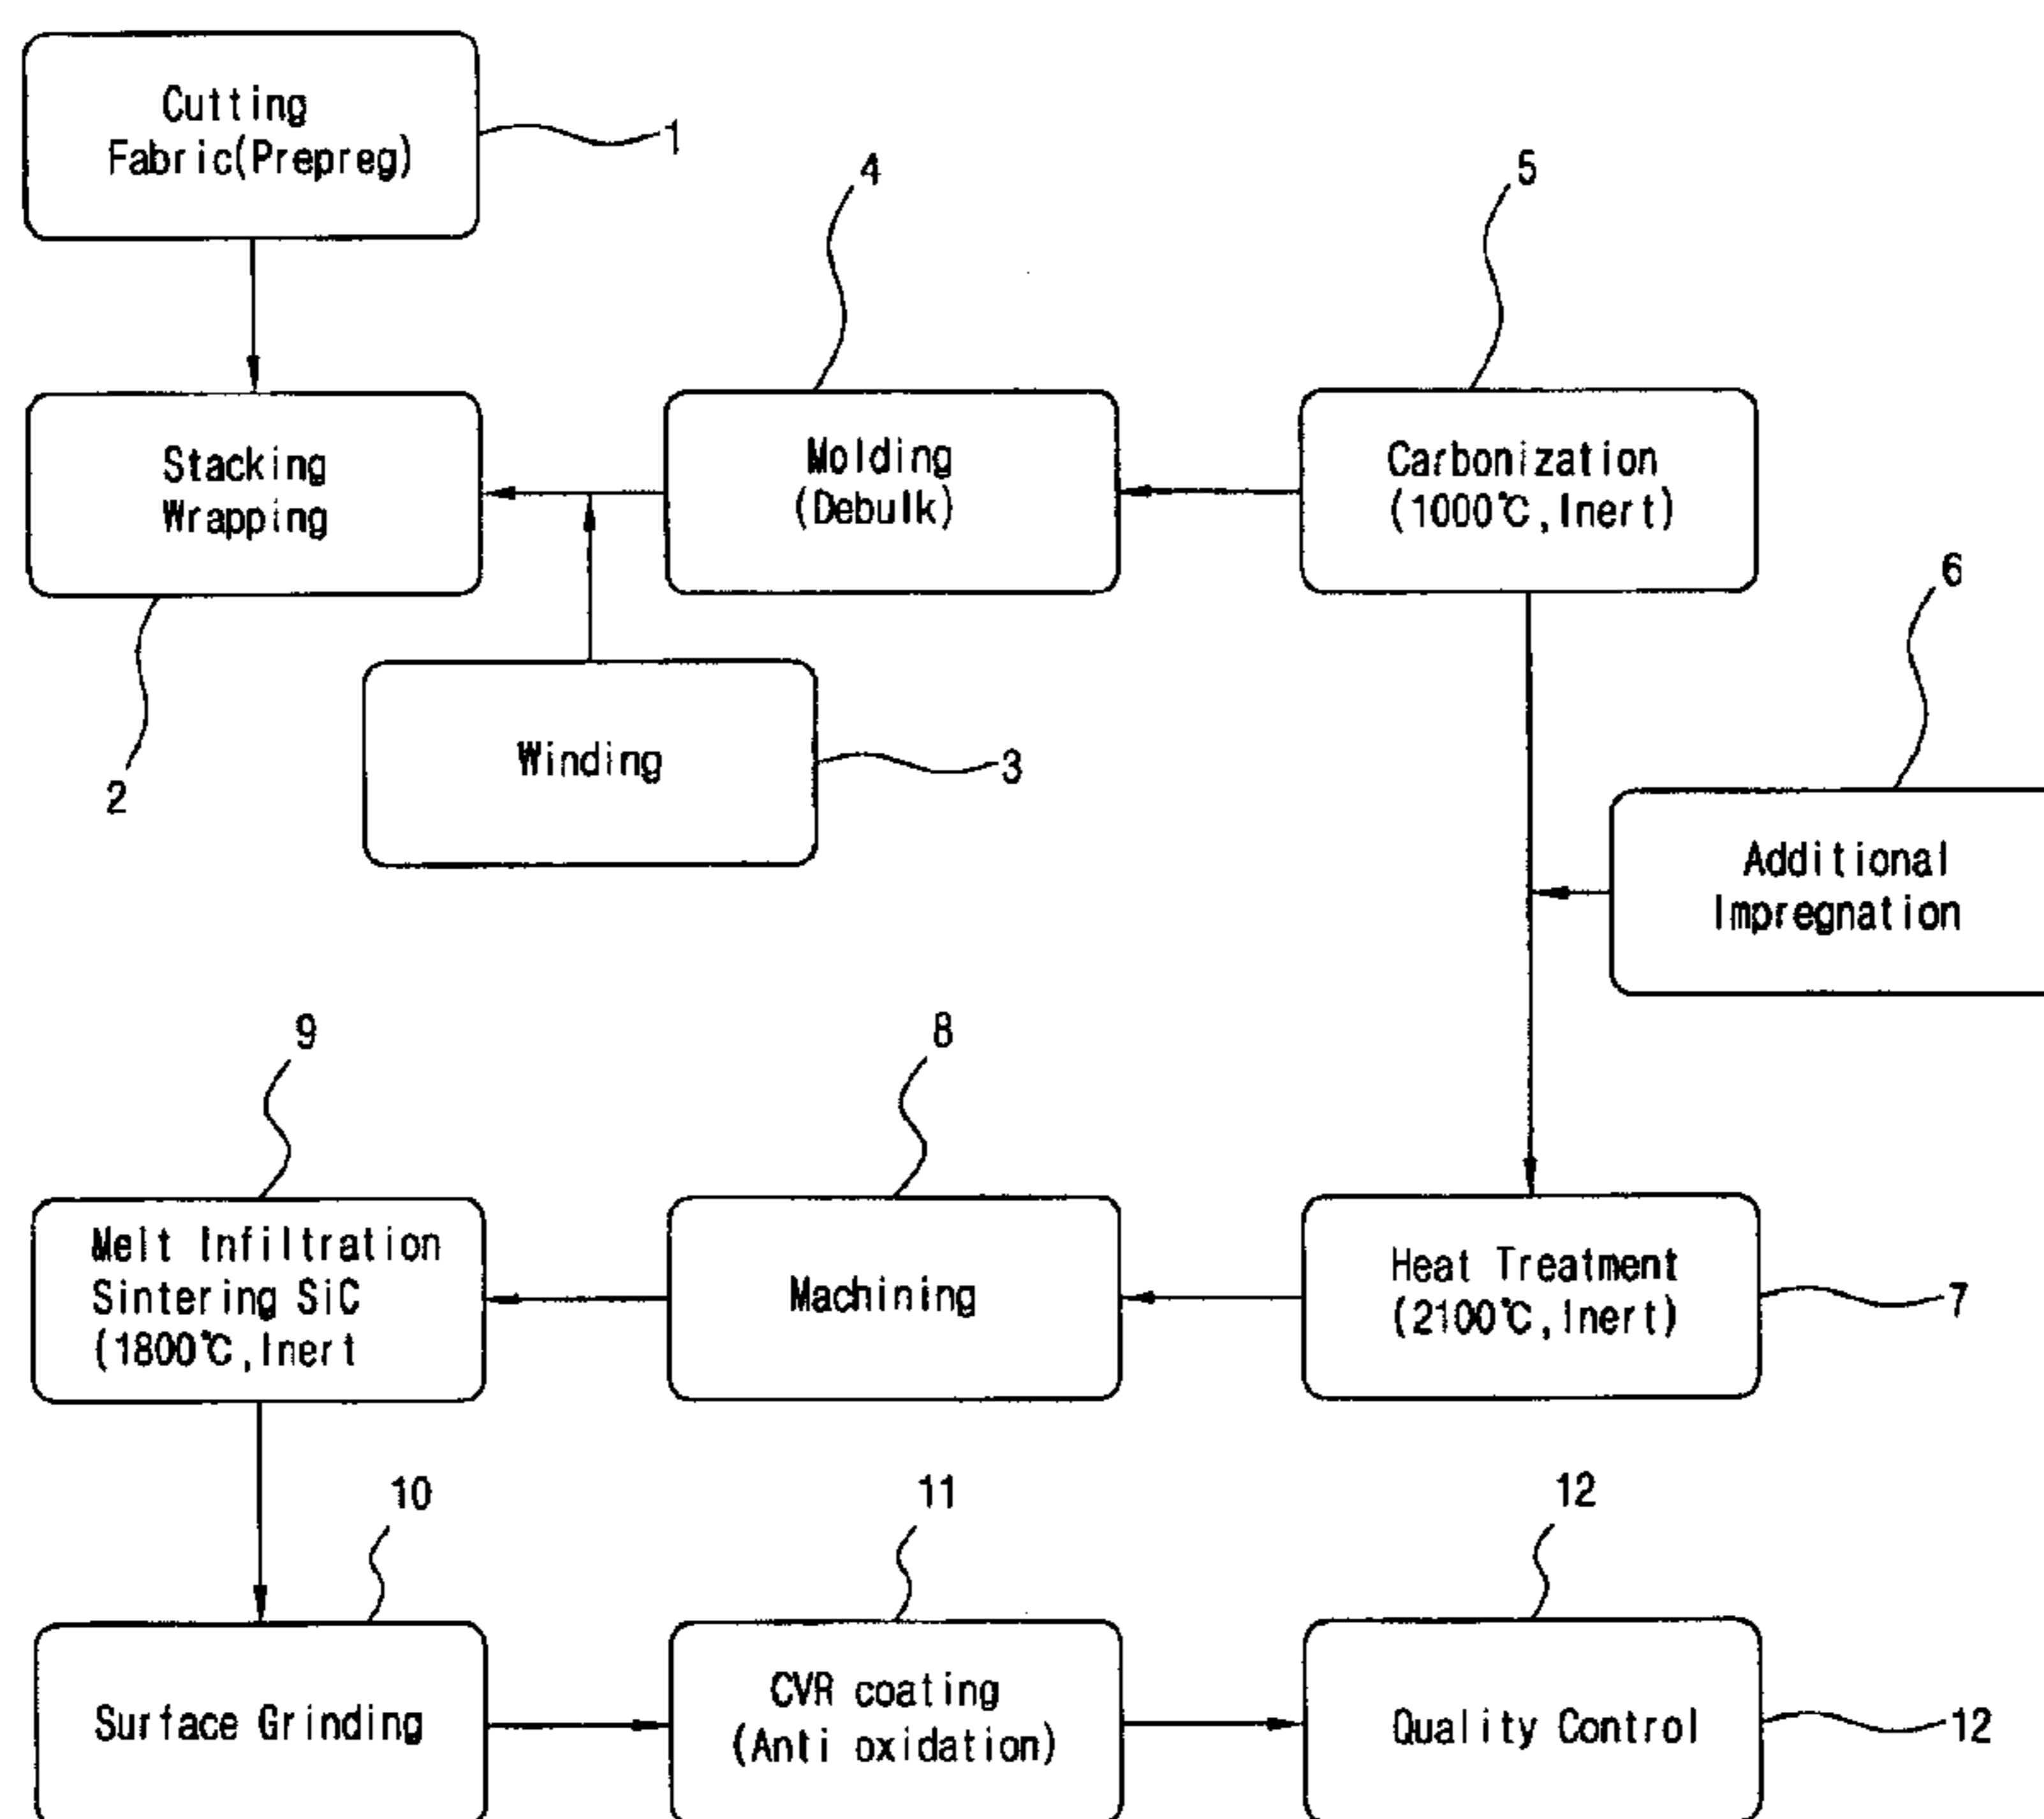 Cutting
Fabric(Prepreg)
1
4
5
Stacking
Wrapping
Molding
(Debulk)
Carbonization
(1000℃,Inert)
6
2
Winding
3
Additional
Impregnation
9
8
Melt Infiltration
Sintering SiC
(1800℃,Inert
Machining
Heat Treatment
(2100℃,Inert)
7
10
11
12
Surface Grinding
CVR coating
(Anti oxidation)
Quality Control
12